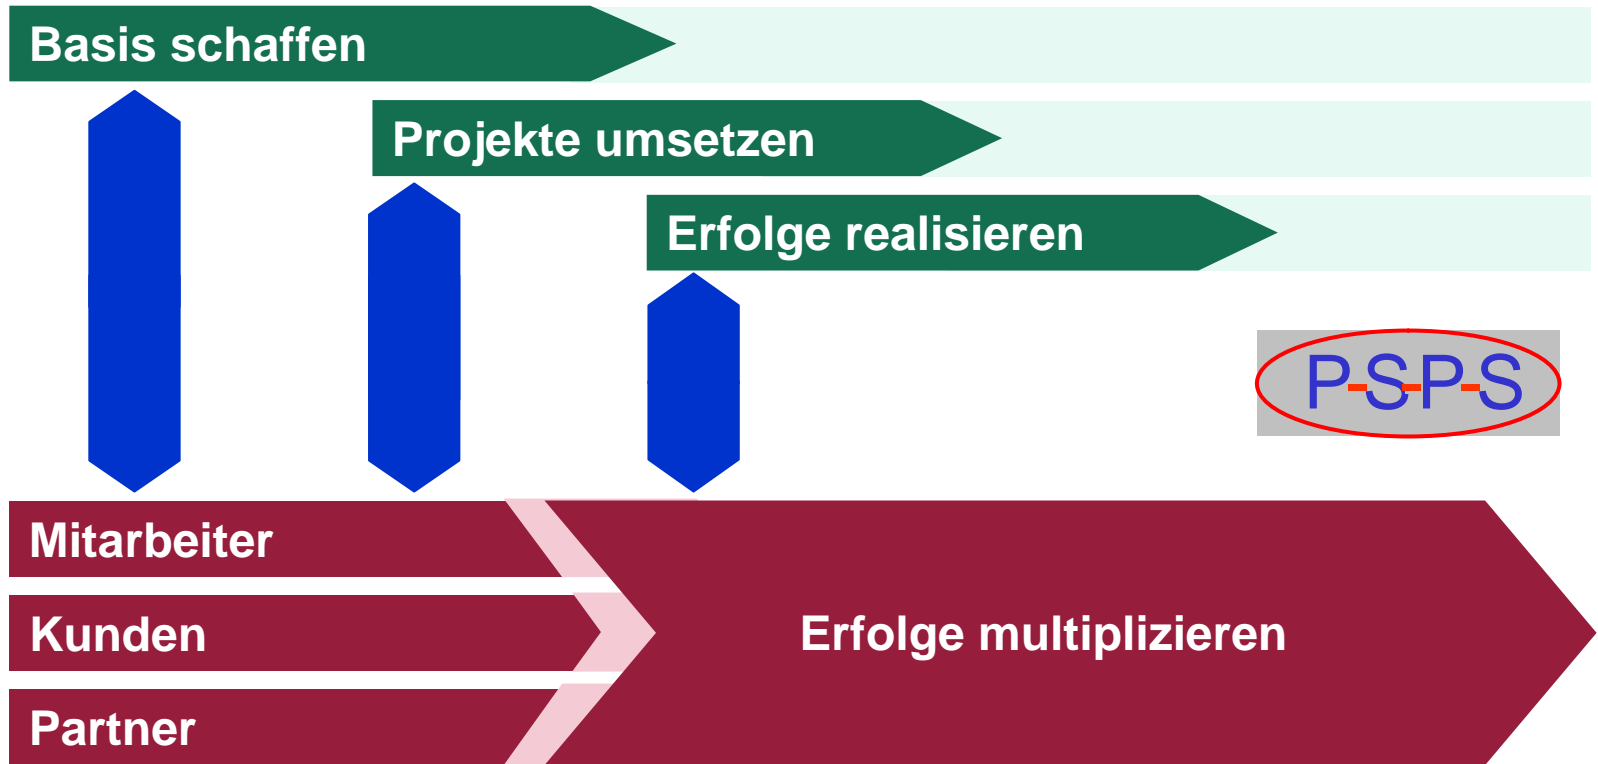 Basis schaffen
Projekte umsetzen
Erfolge realisieren
P-S-P-S
Mitarbeiter
Kunden
Erfolge multiplizieren
Partner